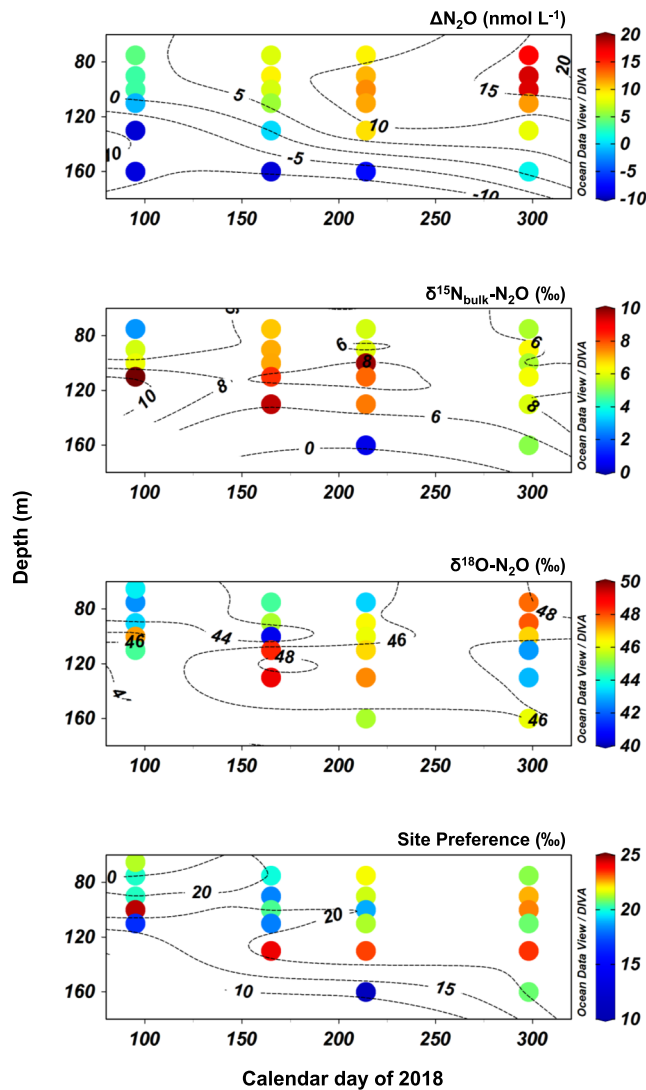 ΔN₂O (nmol L⁻¹)
80
120
160
100 150 200 250 300
0 5 10 15 20
-5 -10
Ocean Data View / DIVA
20
15
10
5
0
-5
-10
δ¹⁵N_bulk-N₂O (‰)
80
120
160
100 150 200 250 300
10 8 6 8 6 0 6 8
Ocean Data View / DIVA
10
8
6
4
2
0
Depth (m)
δ¹⁸O-N₂O (‰)
80
120
160
100 150 200 250 300
46 44 48 46 48 46
Ocean Data View / DIVA
50
48
46
44
42
40
Site Preference (‰)
80
120
160
100 150 200 250 300
20 20 10 15
Ocean Data View / DIVA
25
20
15
10
Calendar day of 2018